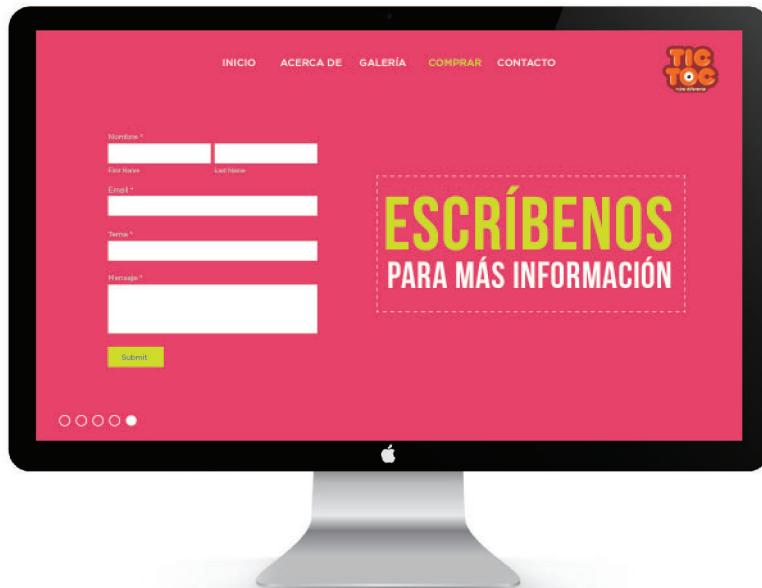 INICIO ACERCA DE GALERÍA COMPRAR CONTACTO
TIC
TOC
Nombre *
First Name Last Name
Email *
Tema *
Mensaje *
Submit
ESCRÍBENOS
PARA MÁS INFORMACIÓN